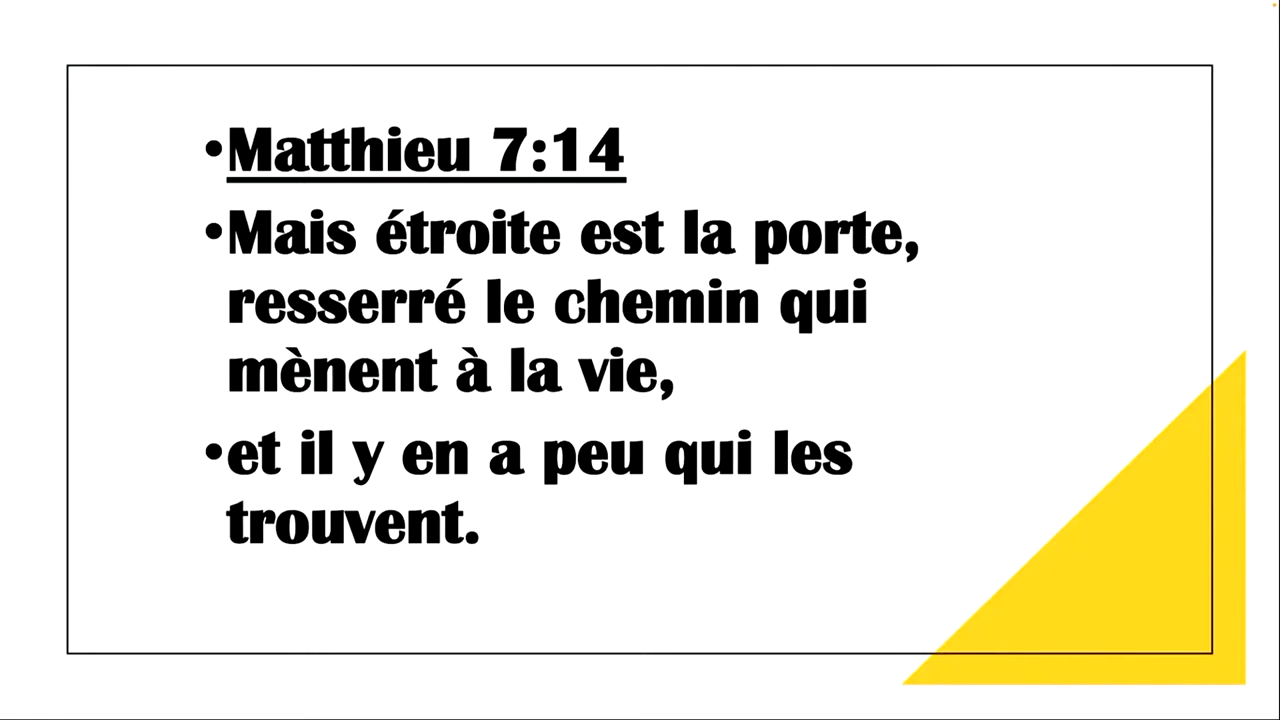 •Matthieu 7:14
•Mais étroite est la porte,
resserré le chemin qui
mènent à la vie,
•et il y en a peu qui les
trouvent.